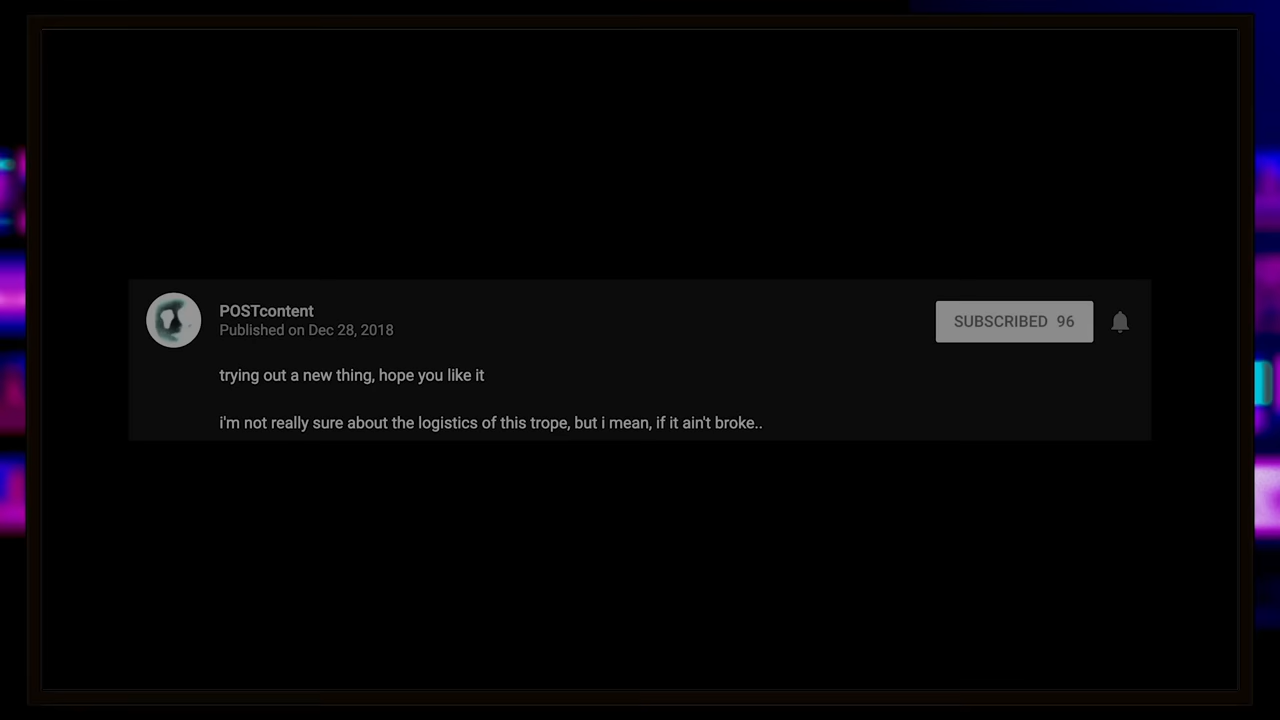 POSTcontent
Published on Dec 28, 2018
SUBSCRIBED 96
trying out a new thing, hope you like it
i'm not really sure about the logistics of this trope, but i mean, if it ain't broke..